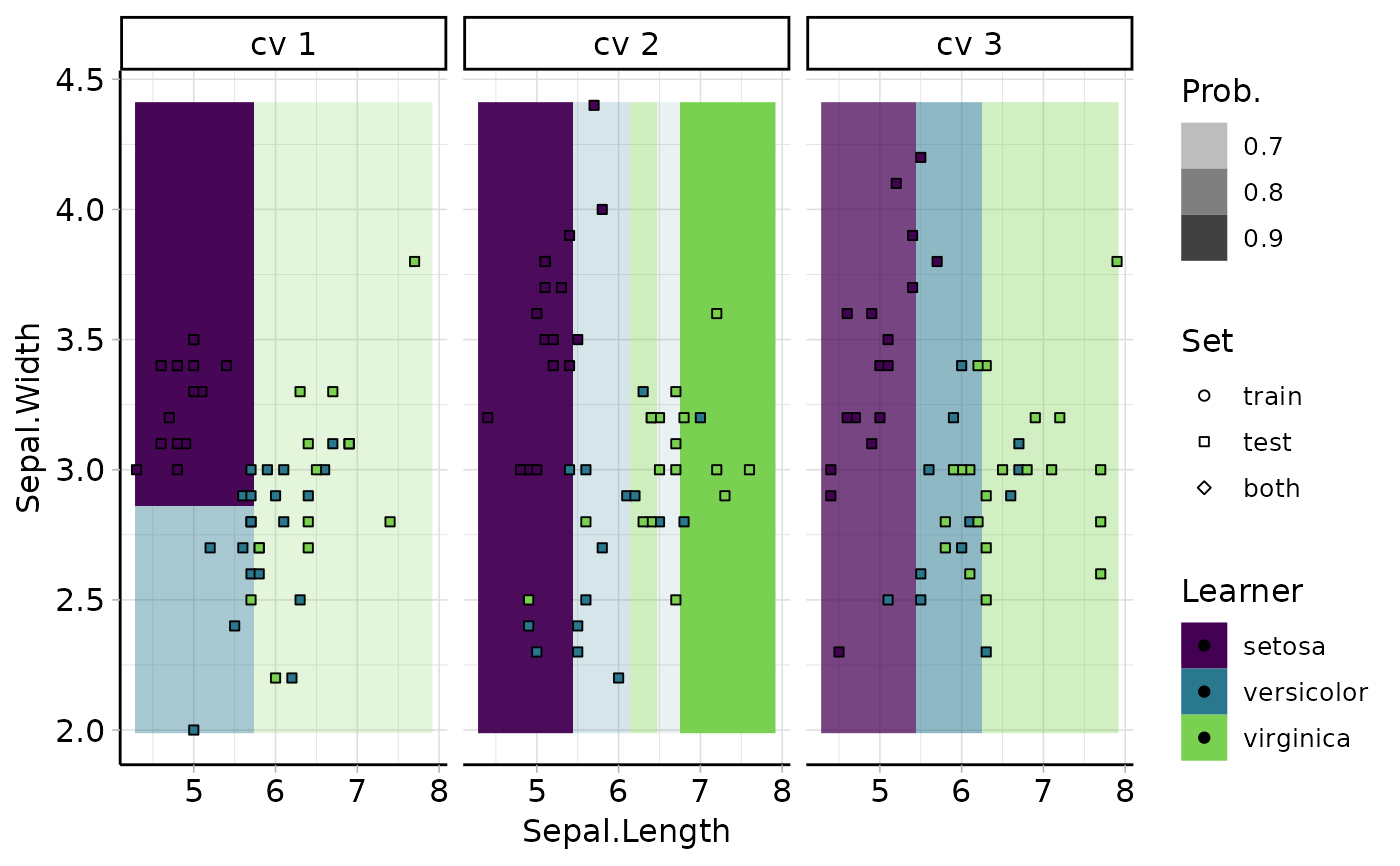 cv 1
cv 2
cv 3
4.5
4.0
3.5
3.0
2.5
2.0
Sepal.Width
5 6 7 8
5 6 7 8
5 6 7 8
Sepal.Length
Prob.
0.7
0.8
0.9
Set
train
test
both
Learner
setosa
versicolor
virginica